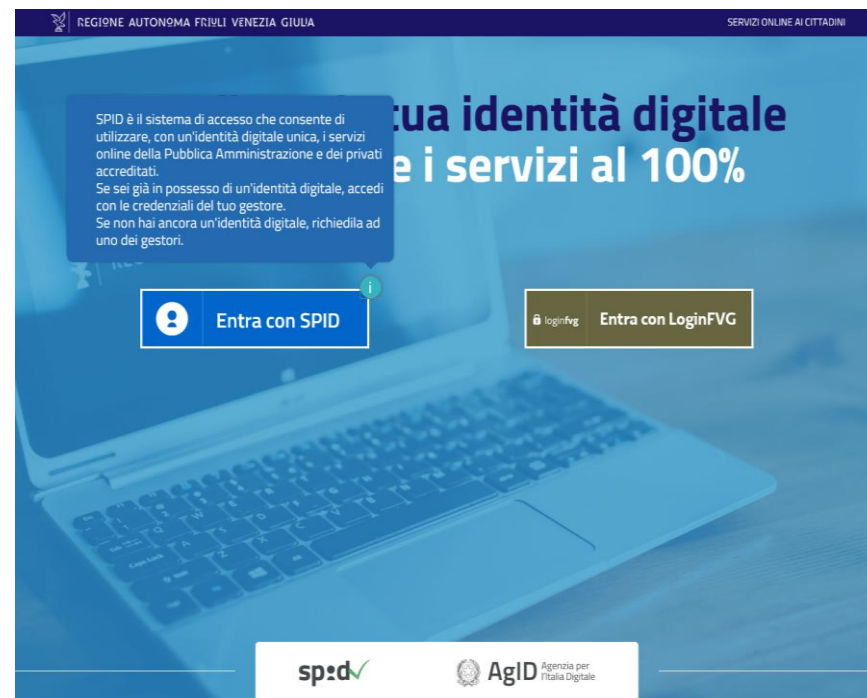 REGIONE AUTONOMA FRIULI VENEZIA GIULIA
SERVIZI ONLINE AI CITTADINI
tua identità digitale
e i servizi al 100%
SPID è il sistema di accesso che consente di
utilizzare, con un'identità digitale unica, i servizi
online della Pubblica Amministrazione e dei privati
accreditati.
Se sei già in possesso di un'identità digitale, accedi
con le credenziali del tuo gestore.
Se non hai ancora un'identità digitale, richiedila ad
uno dei gestori.
i
Entra con SPID
loginfvg Entra con LoginFVG
spid
AgID Agenzia per
l'Italia Digitale